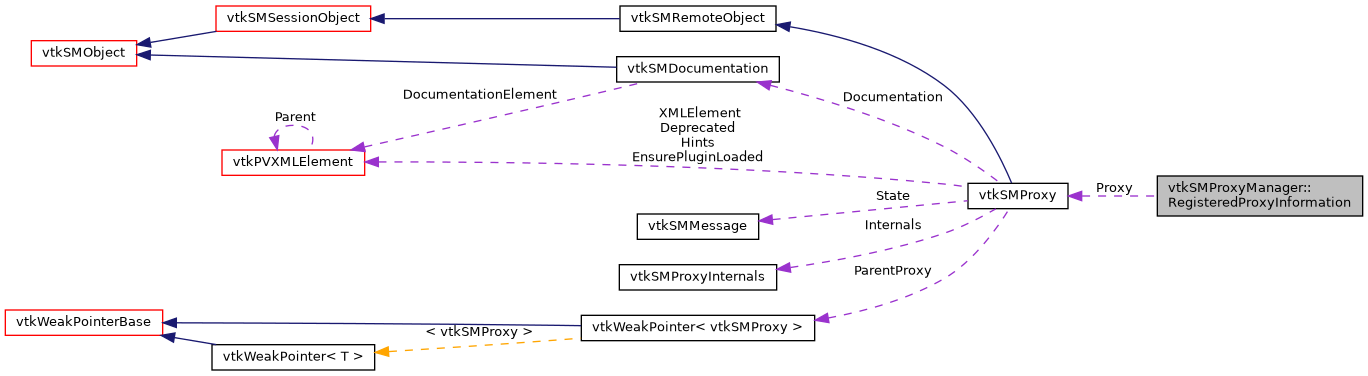 vtkSMSessionObject
vtkSMRemoteObject
vtkSMObject
vtkSMDocumentation
DocumentationElement
Documentation
Parent
XMLElement
Deprecated
Hints
EnsurePluginLoaded
vtkPVXMLElement
vtkSMProxy
Proxy
vtkSMProxyManager::
RegisteredProxyInformation
State
vtkSMMessage
Internals
vtkSMProxyInternals
ParentProxy
vtkWeakPointerBase
< vtkSMProxy >
vtkWeakPointer< vtkSMProxy >
vtkWeakPointer< T >